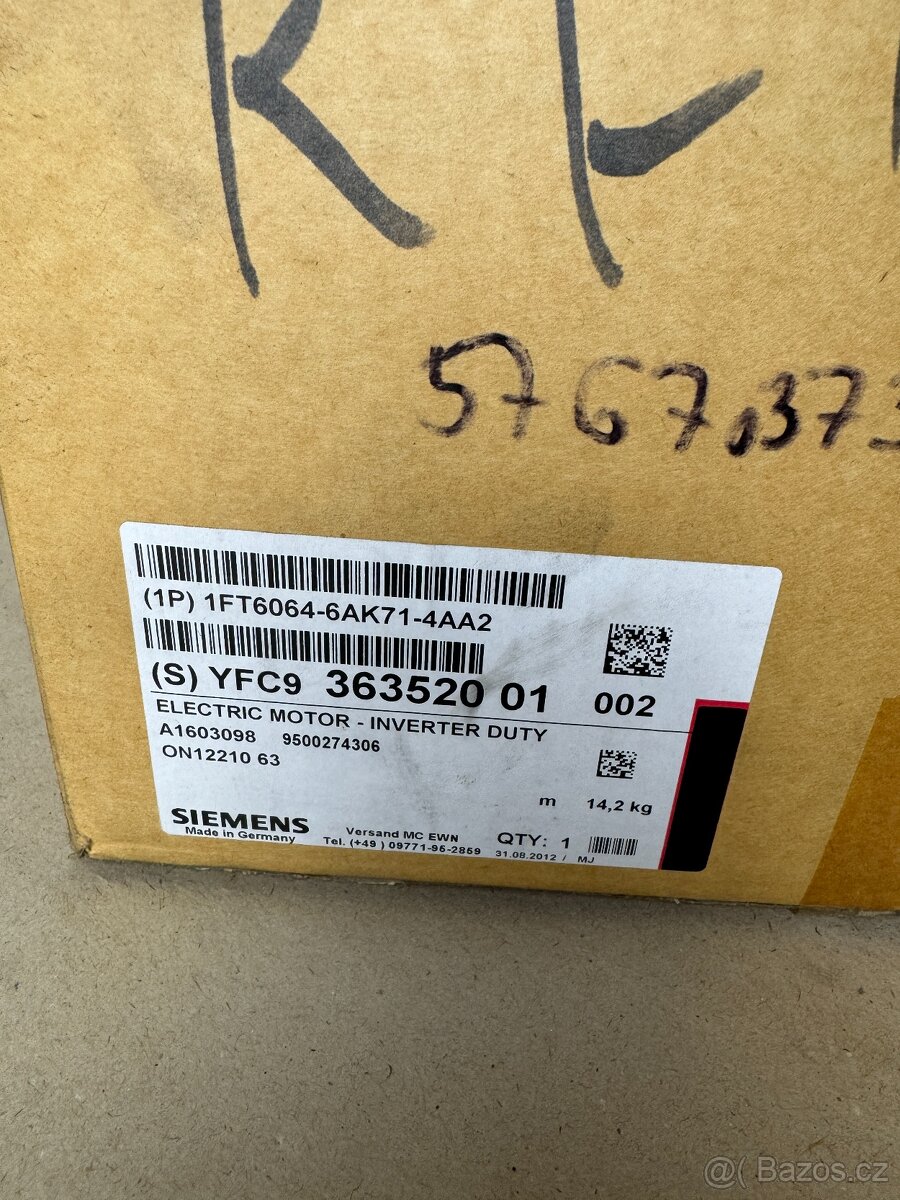 5767,373
(1P) 1FT6064-6AK71-4AA2
(S) YFC9 363520 01 002
ELECTRIC MOTOR - INVERTER DUTY
A1603098 9500274306
ON12210 63
m 14,2 kg
SIEMENS
Made in Germany
Versand MC EWN
Tel. (+49 ) 09771-95-2859
QTY: 1
31.08.2012 / MJ
@( Bazos.cz